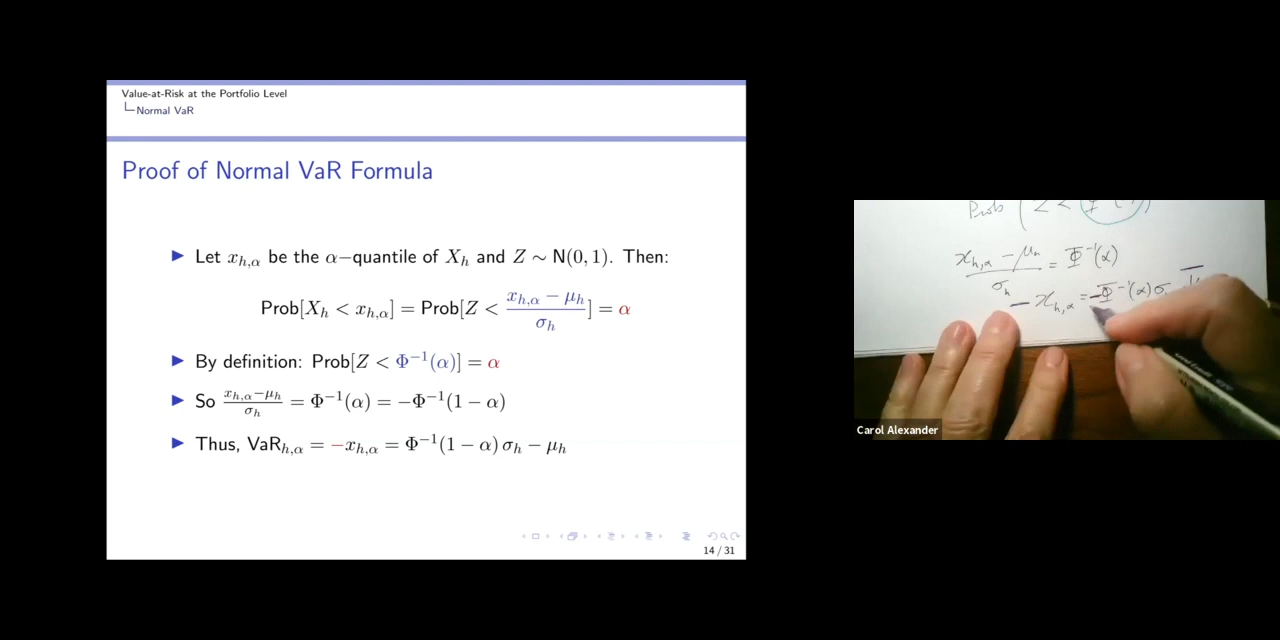 Value-at-Risk at the Portfolio Level
Normal VaR
Proof of Normal VaR Formula
▶ Let x_{h,α} be the α−quantile of X_h and Z ∼ N(0, 1). Then:
Prob[X_h < x_{h,α}] = Prob[Z < (x_{h,α} − μ_h)/σ_h] = α
▶ By definition: Prob[Z < Φ⁻¹(α)] = α
▶ So (x_{h,α}−μ_h)/σ_h = Φ⁻¹(α) = −Φ⁻¹(1 − α)
▶ Thus, VaR_{h,α} = −x_{h,α} = Φ⁻¹(1 − α) σ_h − μ_h
14 / 31
Prob ( Z <
(x_{h,α} − μ_h)/σ_h = Φ⁻¹(α)
− x_{h,α} = −Φ⁻¹(α) σ
Carol Alexander